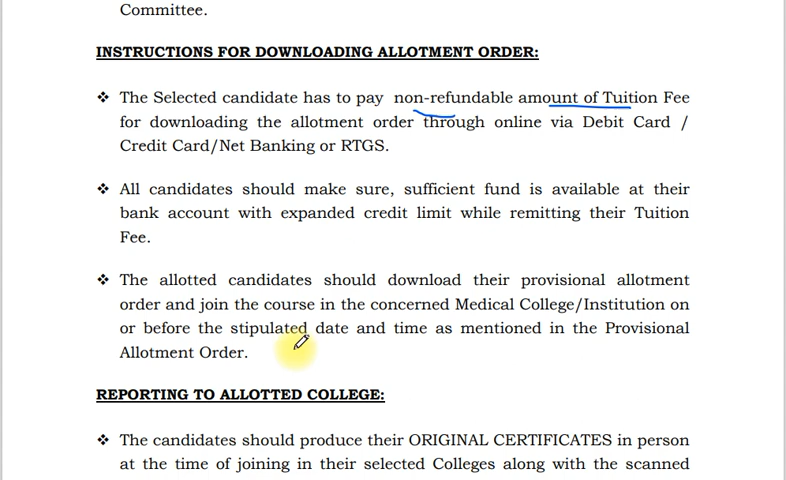 Committee.
INSTRUCTIONS FOR DOWNLOADING ALLOTMENT ORDER:
❖ The Selected candidate has to pay non-refundable amount of Tuition Fee
for downloading the allotment order through online via Debit Card /
Credit Card/Net Banking or RTGS.
❖ All candidates should make sure, sufficient fund is available at their
bank account with expanded credit limit while remitting their Tuition
Fee.
❖ The allotted candidates should download their provisional allotment
order and join the course in the concerned Medical College/Institution on
or before the stipulated date and time as mentioned in the Provisional
Allotment Order.
REPORTING TO ALLOTTED COLLEGE:
❖ The candidates should produce their ORIGINAL CERTIFICATES in person
at the time of joining in their selected Colleges along with the scanned